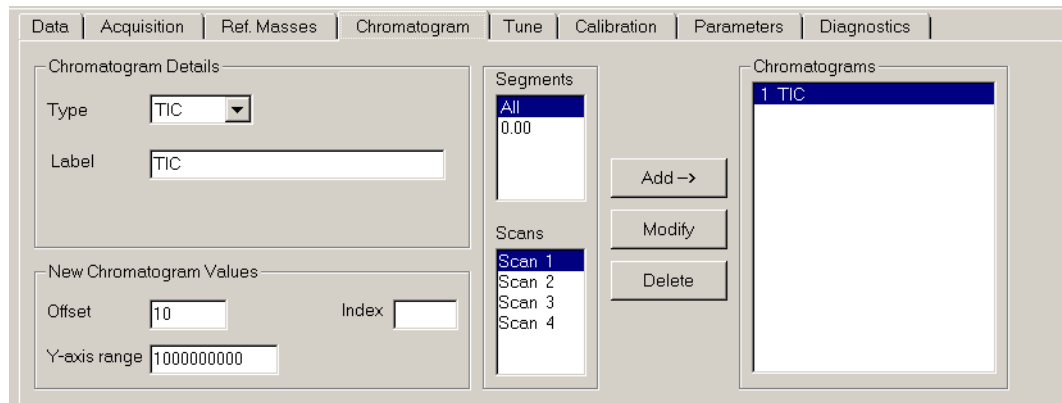 Data Acquisition Ref. Masses Chromatogram Tune Calibration Parameters Diagnostics
Chromatogram Details
Type TIC
Label TIC
New Chromatogram Values
Offset 10 Index
Y-axis range 1000000000
Segments
All
0.00
Scans
Scan 1
Scan 2
Scan 3
Scan 4
Add -->
Modify
Delete
Chromatograms
1 TIC